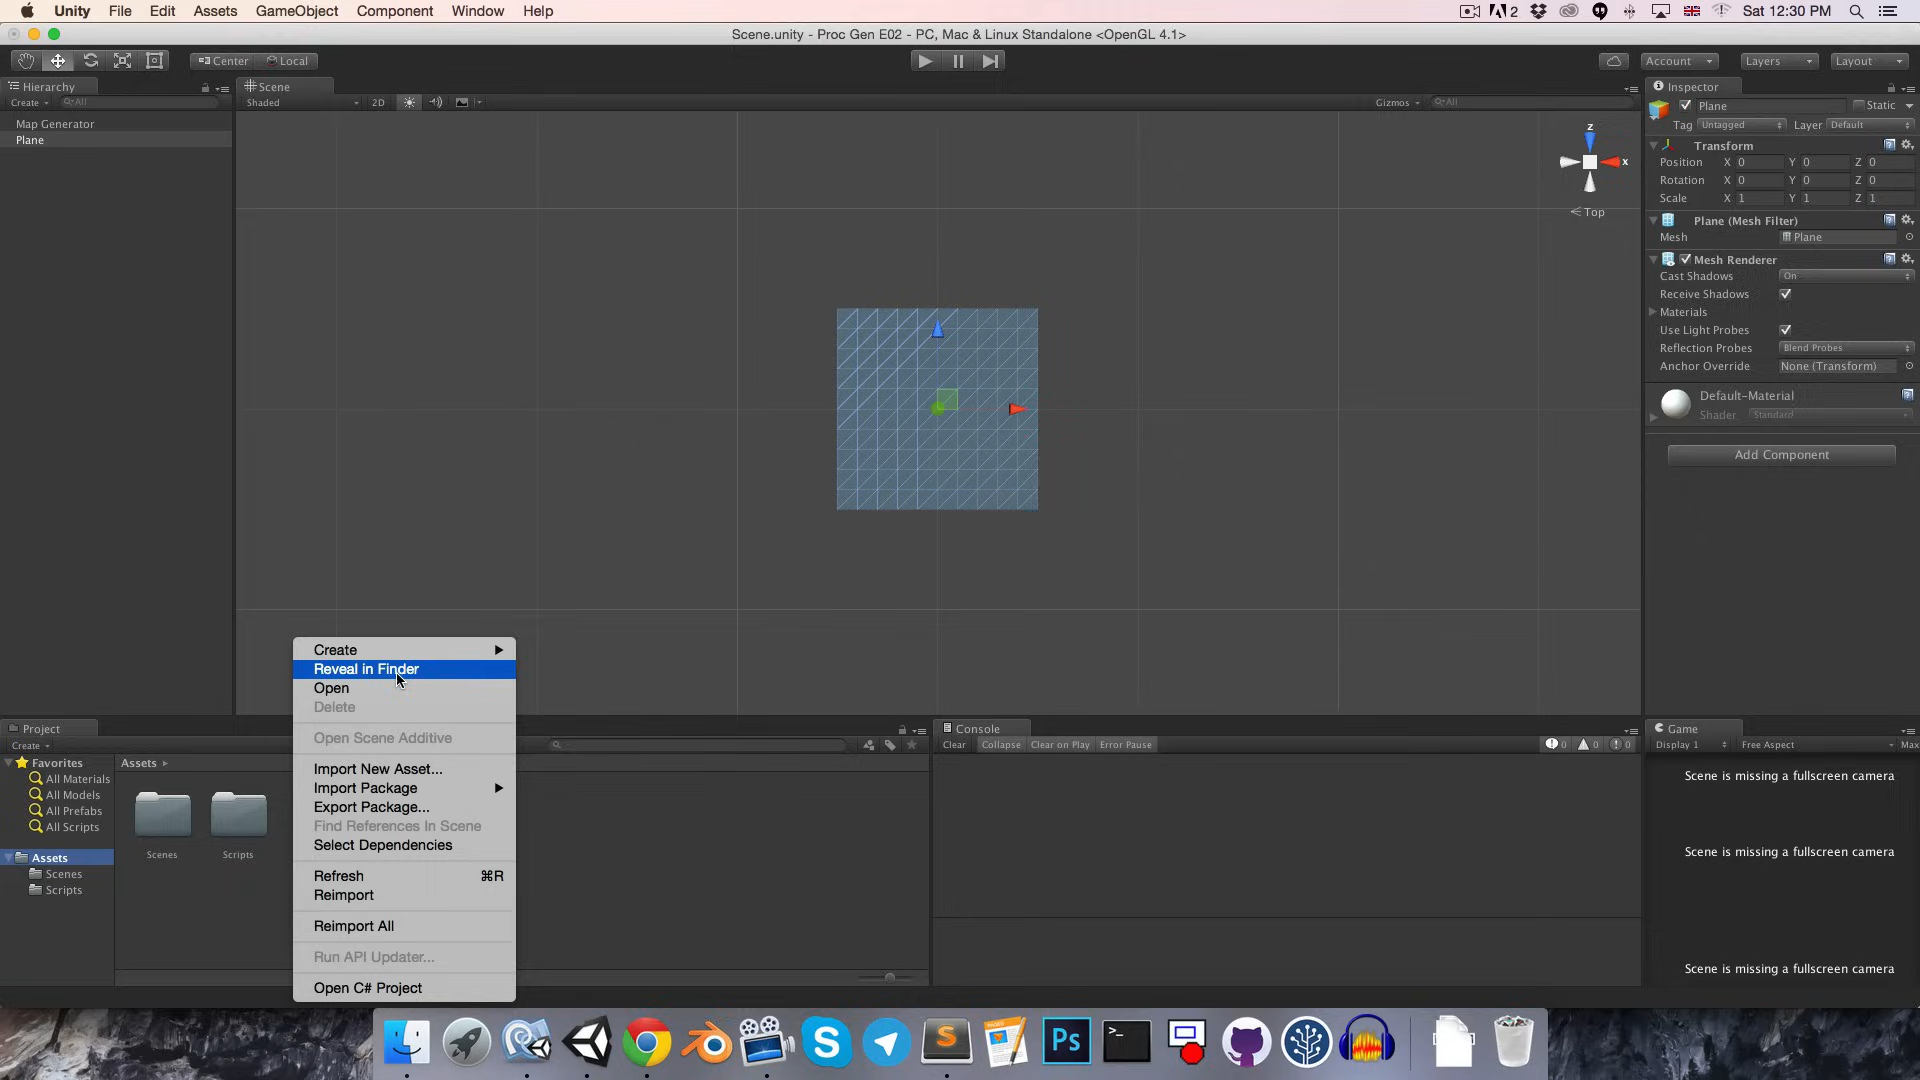 Unity File Edit Assets GameObject Component Window Help
2 Sat 12:30 PM
Scene.unity - Proc Gen E02 - PC, Mac & Linux Standalone <OpenGL 4.1>
Center Local
Account Layers Layout
Hierarchy
Create All
Map Generator
Plane
Scene
Shaded 2D Gizmos All
z
x
Top
Inspector
Plane Static
Tag Untagged Layer Default
Transform
Position X 0 Y 0 Z 0
Rotation X 0 Y 0 Z 0
Scale X 1 Y 1 Z 1
Plane (Mesh Filter)
Mesh Plane
Mesh Renderer
Cast Shadows On
Receive Shadows
Materials
Use Light Probes
Reflection Probes Blend Probes
Anchor Override None (Transform)
Default-Material
Shader Standard
Add Component
Create
Reveal in Finder
Open
Delete
Open Scene Additive
Import New Asset...
Import Package
Export Package...
Find References In Scene
Select Dependencies
Refresh ⌘R
Reimport
Reimport All
Run API Updater...
Open C# Project
Project
Create
Favorites
All Materials
All Models
All Prefabs
All Scripts
Assets
Scenes
Scripts
Assets
Scenes Scripts
Console
Clear Collapse Clear on Play Error Pause 0 0 0
Game
Display 1 Free Aspect Max
Scene is missing a fullscreen camera
Scene is missing a fullscreen camera
Scene is missing a fullscreen camera
PAGES
S
S
Ps
>_